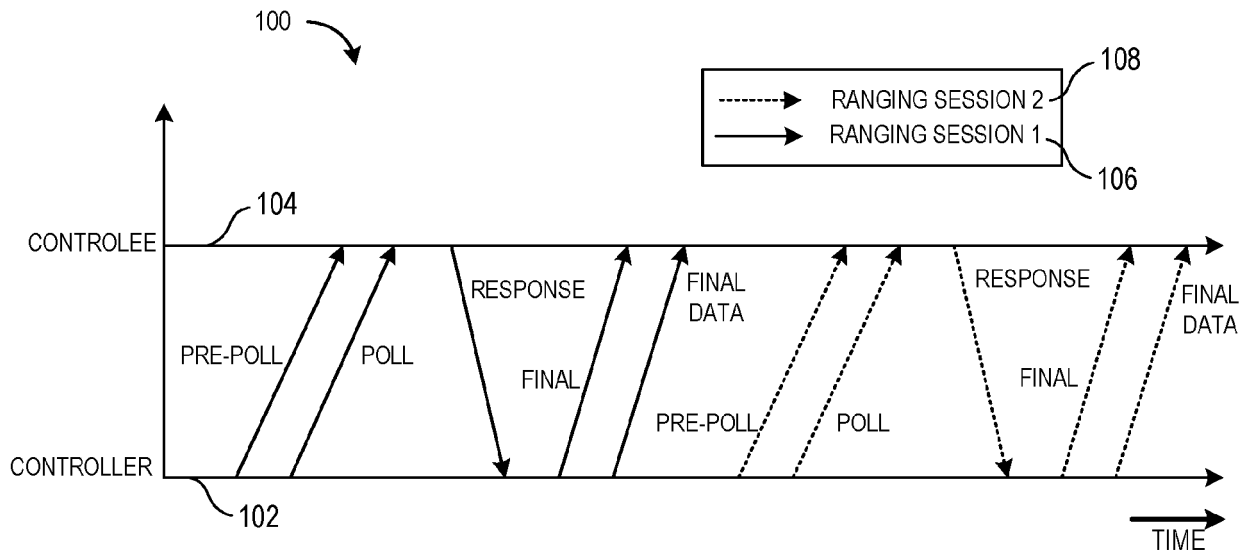 100
108
RANGING SESSION 2
RANGING SESSION 1
106
104
CONTROLEE
RESPONSE
FINAL
DATA
RESPONSE
FINAL
DATA
PRE-POLL
POLL
FINAL
PRE-POLL
POLL
FINAL
CONTROLLER
102
TIME